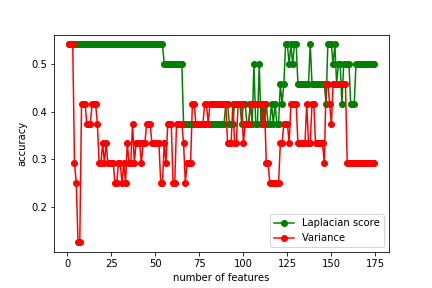 0.5
0.4
0.3
0.2
accuracy
0 25 50 75 100 125 150 175
number of features
Laplacian score
Variance